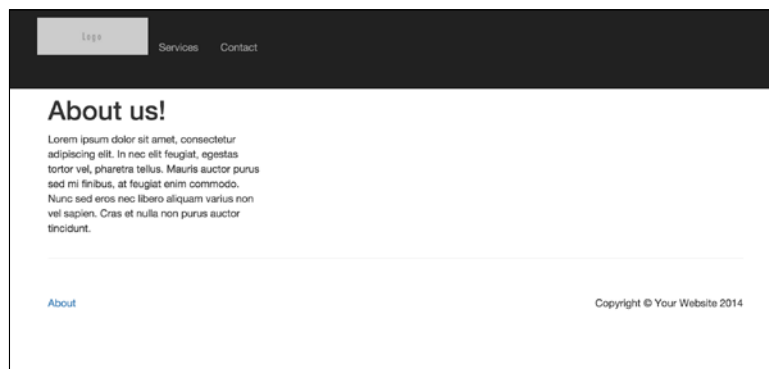 Logo
Services Contact
About us!
Lorem ipsum dolor sit amet, consectetur
adipiscing elit. In nec elit feugiat, egestas
tortor vel, pharetra tellus. Mauris auctor purus
sed mi finibus, at feugiat enim commodo.
Nunc sed eros nec libero aliquam varius non
vel sapien. Cras et nulla non purus auctor
tincidunt.
About
Copyright © Your Website 2014